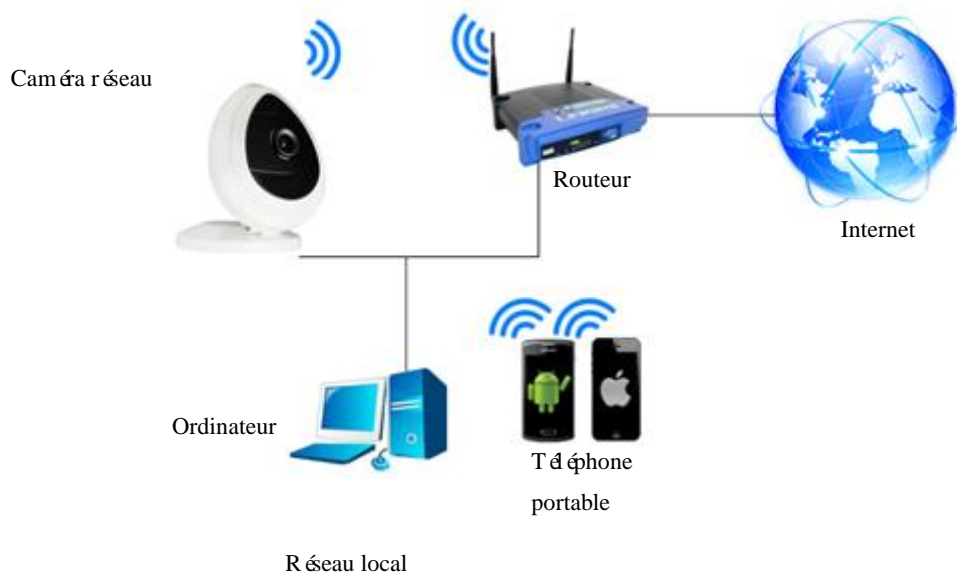 Caméra réseau
Routeur
Internet
Ordinateur
Téléphone
portable
Réseau local